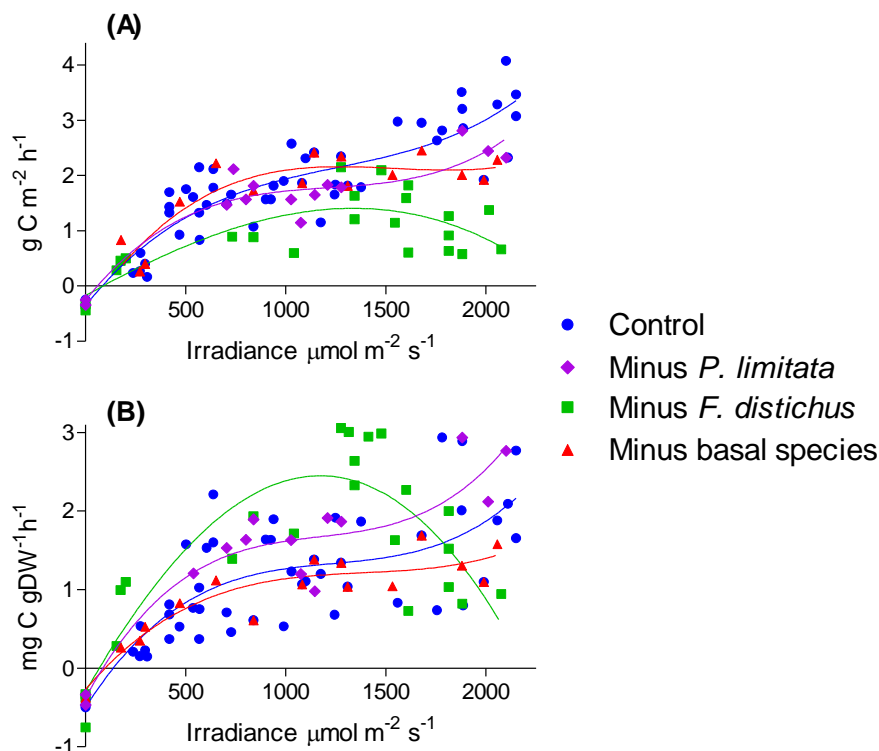 (A)
4
3
2
1
0
-1
g C m⁻² h⁻¹
500
1000
1500
2000
Irradiance μmol m⁻² s⁻¹
Control
Minus P. limitata
Minus F. distichus
Minus basal species
(B)
3
2
1
0
-1
mg C gDW⁻¹h⁻¹
500
1000
1500
2000
Irradiance μmol m⁻² s⁻¹